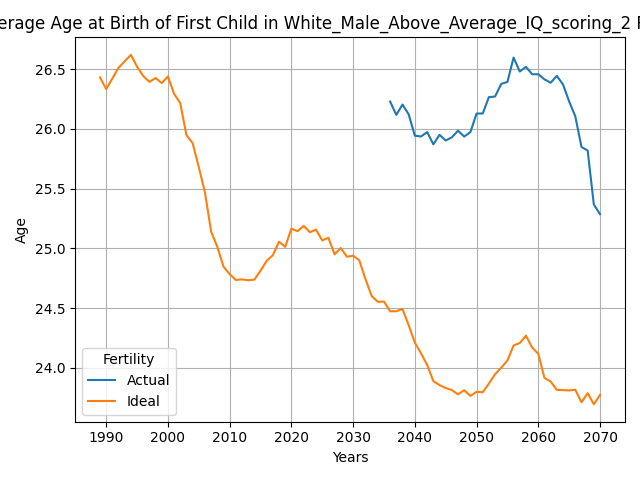 Average Age at Birth of First Child in White_Male_Above_Average_IQ_scoring_2
Age
26.5
26.0
25.5
25.0
24.5
24.0
Fertility
Actual
Ideal
1990 2000 2010 2020 2030 2040 2050 2060 2070
Years